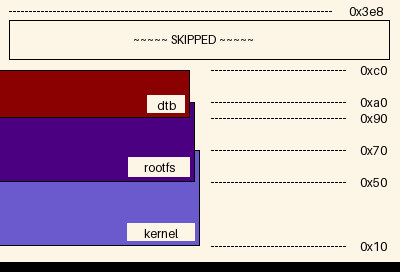 0x3e8
~~~~~ SKIPPED ~~~~~
0xc0
dtb
0xa0
0x90
0x70
rootfs
0x50
kernel
0x10